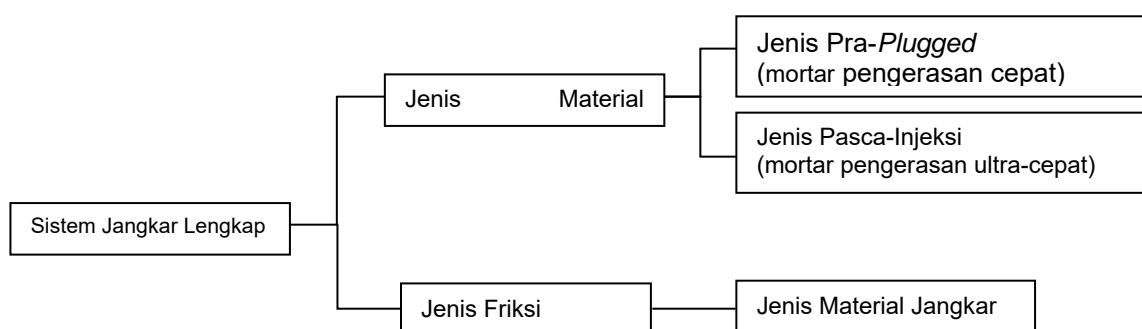 Jenis Pra-Plugged
(mortar pengerasan cepat)
Jenis Material
Jenis Pasca-Injeksi
(mortar pengerasan ultra-cepat)
Sistem Jangkar Lengkap
Jenis Friksi
Jenis Material Jangkar